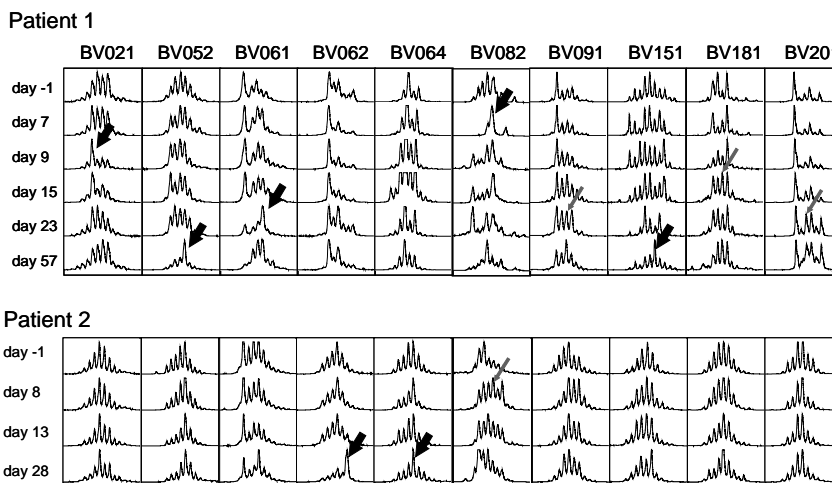 Patient 1
BV021 BV052 BV061 BV062 BV064 BV082 BV091 BV151 BV181 BV20
day -1
day 7
day 9
day 15
day 23
day 57
Patient 2
day -1
day 8
day 13
day 28